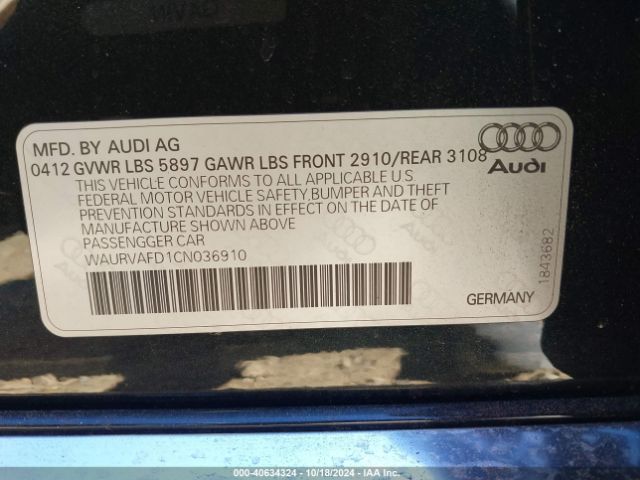 MFD. BY AUDI AG
0412 GVWR LBS 5897 GAWR LBS FRONT 2910/REAR 3108
Audi
THIS VEHICLE CONFORMS TO ALL APPLICABLE U.S
FEDERAL MOTOR VEHICLE SAFETY,BUMPER AND THEFT
PREVENTION STANDARDS IN EFFECT ON THE DATE OF
MANUFACTURE SHOWN ABOVE
PASSENGGER CAR
WAURVAFD1CN036910
1843682
GERMANY
000-40634324 | 10/18/2024 | IAA Inc.